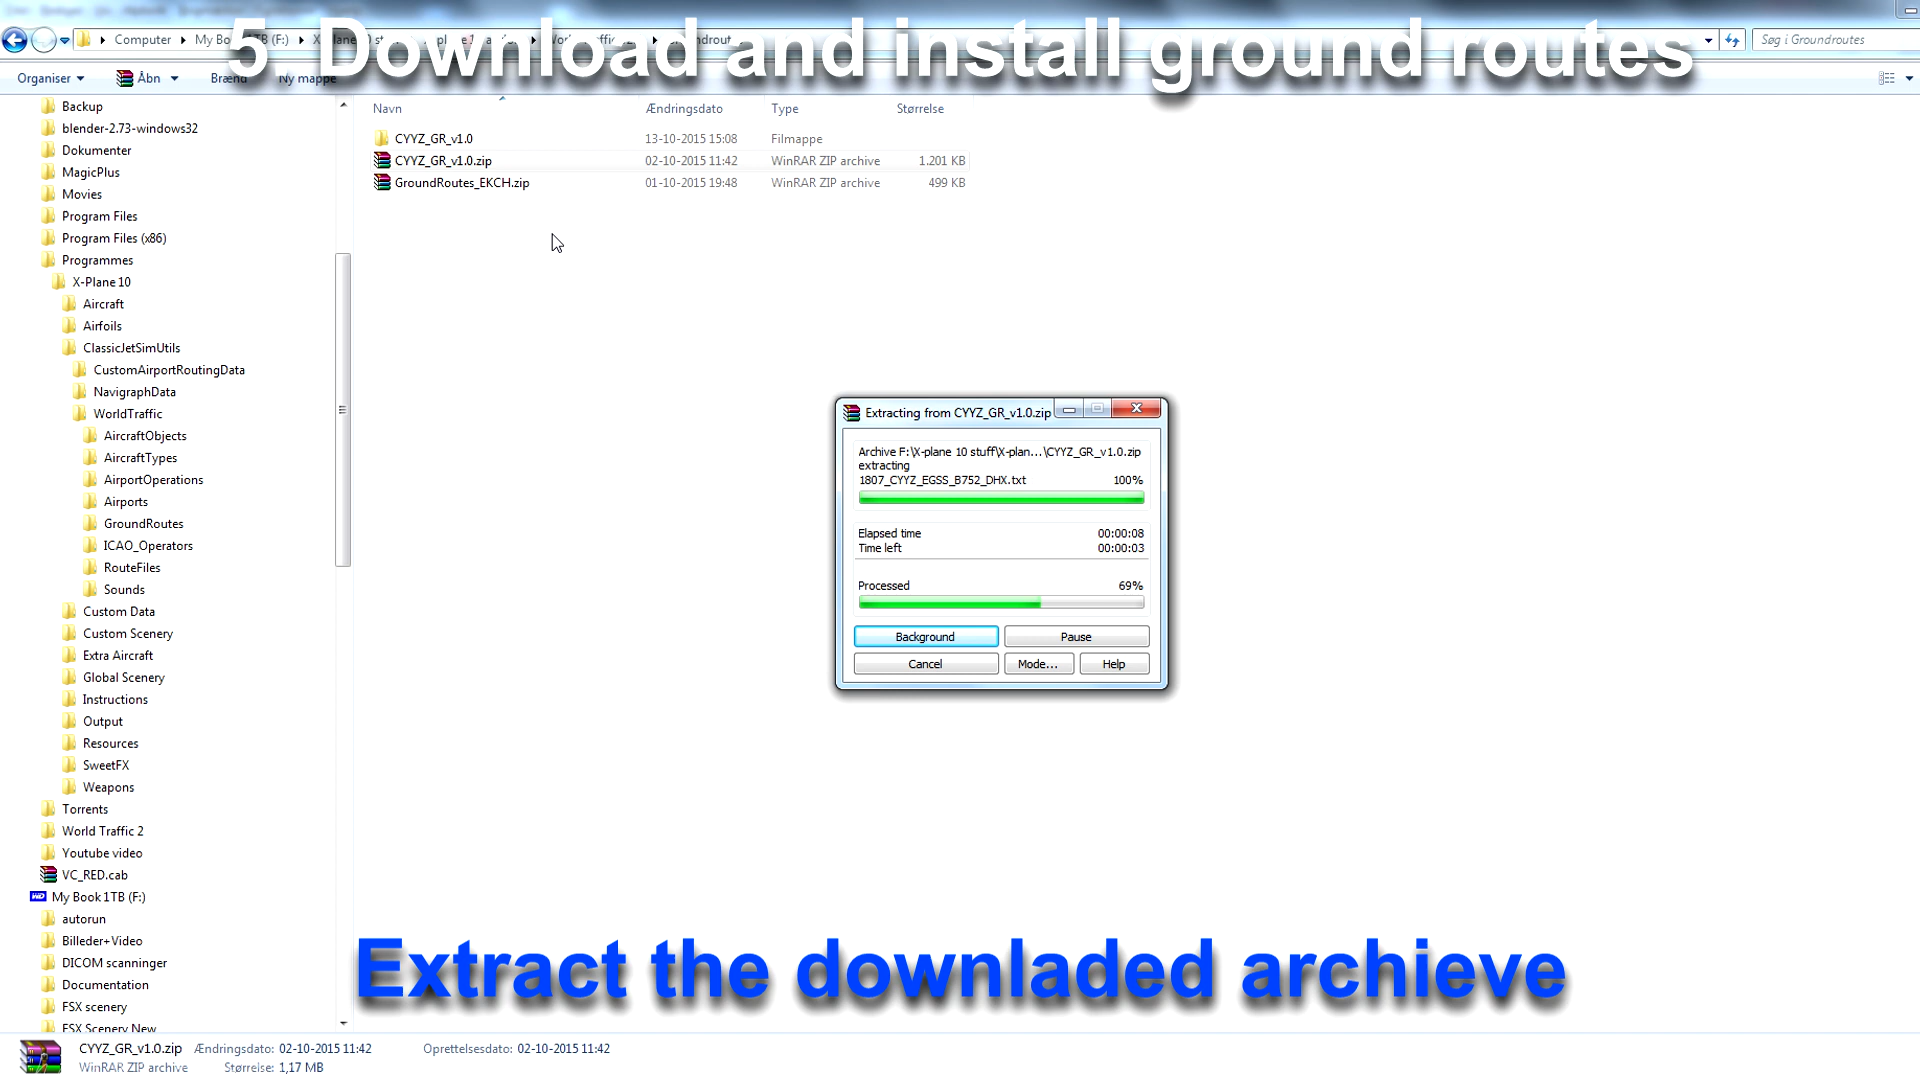 5 Download and install ground routes
Computer
Søg i Groundroutes
Organiser
Åbn
Ny mappe
Navn
Ændringsdato
Type
Størrelse
CYYZ_GR_v1.0 13-10-2015 15:08 Filmappe
CYYZ_GR_v1.0.zip 02-10-2015 11:42 WinRAR ZIP archive 1.201 KB
GroundRoutes_EKCH.zip 01-10-2015 19:48 WinRAR ZIP archive 499 KB
Backup
blender-2.73-windows32
Dokumenter
MagicPlus
Movies
Program Files
Program Files (x86)
Programmes
X-Plane 10
Aircraft
Airfoils
ClassicJetSimUtils
CustomAirportRoutingData
NavigraphData
WorldTraffic
AircraftObjects
AircraftTypes
AirportOperations
Airports
GroundRoutes
ICAO_Operators
RouteFiles
Sounds
Custom Data
Custom Scenery
Extra Aircraft
Global Scenery
Instructions
Output
Resources
SweetFX
Weapons
Torrents
World Traffic 2
Youtube video
VC_RED.cab
My Book 1TB (F:)
autorun
Billeder+Video
DICOM scanninger
Documentation
FSX scenery
FSX Scenery New
Extracting from CYYZ_GR_v1.0.zip
Archive F:\X-plane 10 stuff\X-plan...\CYYZ_GR_v1.0.zip
extracting
1807_CYYZ_EGSS_B752_DHX.txt 100%
Elapsed time 00:00:08
Time left 00:00:03
Processed 69%
Background
Pause
Cancel
Mode...
Help
Extract the downladed archieve
CYYZ_GR_v1.0.zip Ændringsdato: 02-10-2015 11:42 Oprettelsesdato: 02-10-2015 11:42
WinRAR ZIP archive Størrelse: 1,17 MB